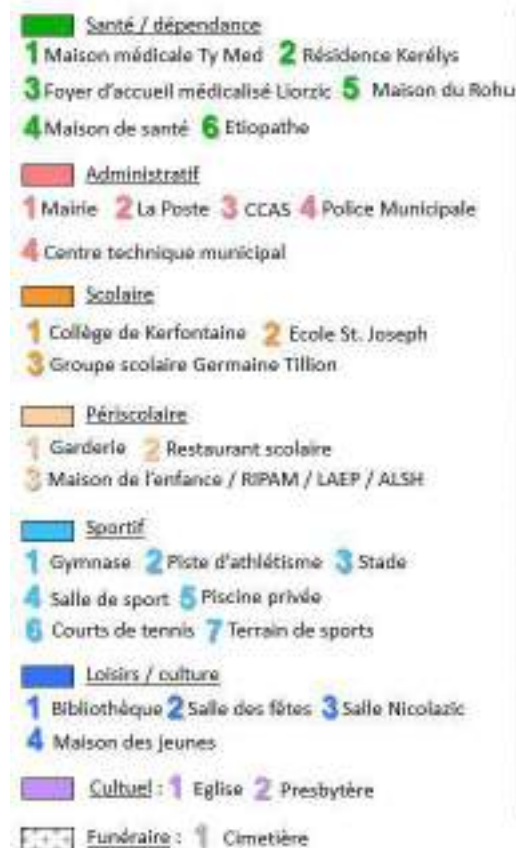 Santé / dépendance
1 Maison médicale Ty Med 2 Résidence Kerélys
3 Foyer d'accueil médicalisé Liorzic 5 Maison du Rohu
4 Maison de santé 6 Etiopathe
Administratif
1 Mairie 2 La Poste 3 CCAS 4 Police Municipale
4 Centre technique municipal
Scolaire
1 Collège de Kerfontaine 2 Ecole St. Joseph
3 Groupe scolaire Germaine Tillion
Périscolaire
1 Garderie 2 Restaurant scolaire
3 Maison de l'enfance / RIPAM / LAEP / ALSH
Sportif
1 Gymnase 2 Piste d'athlétisme 3 Stade
4 Salle de sport 5 Piscine privée
6 Courts de tennis 7 Terrain de sports
Loisirs / culture
1 Bibliothèque 2 Salle des fêtes 3 Salle Nicolazic
4 Maison des jeunes
Cultuel : 1 Eglise 2 Presbytère
Funéraire : 1 Cimetière